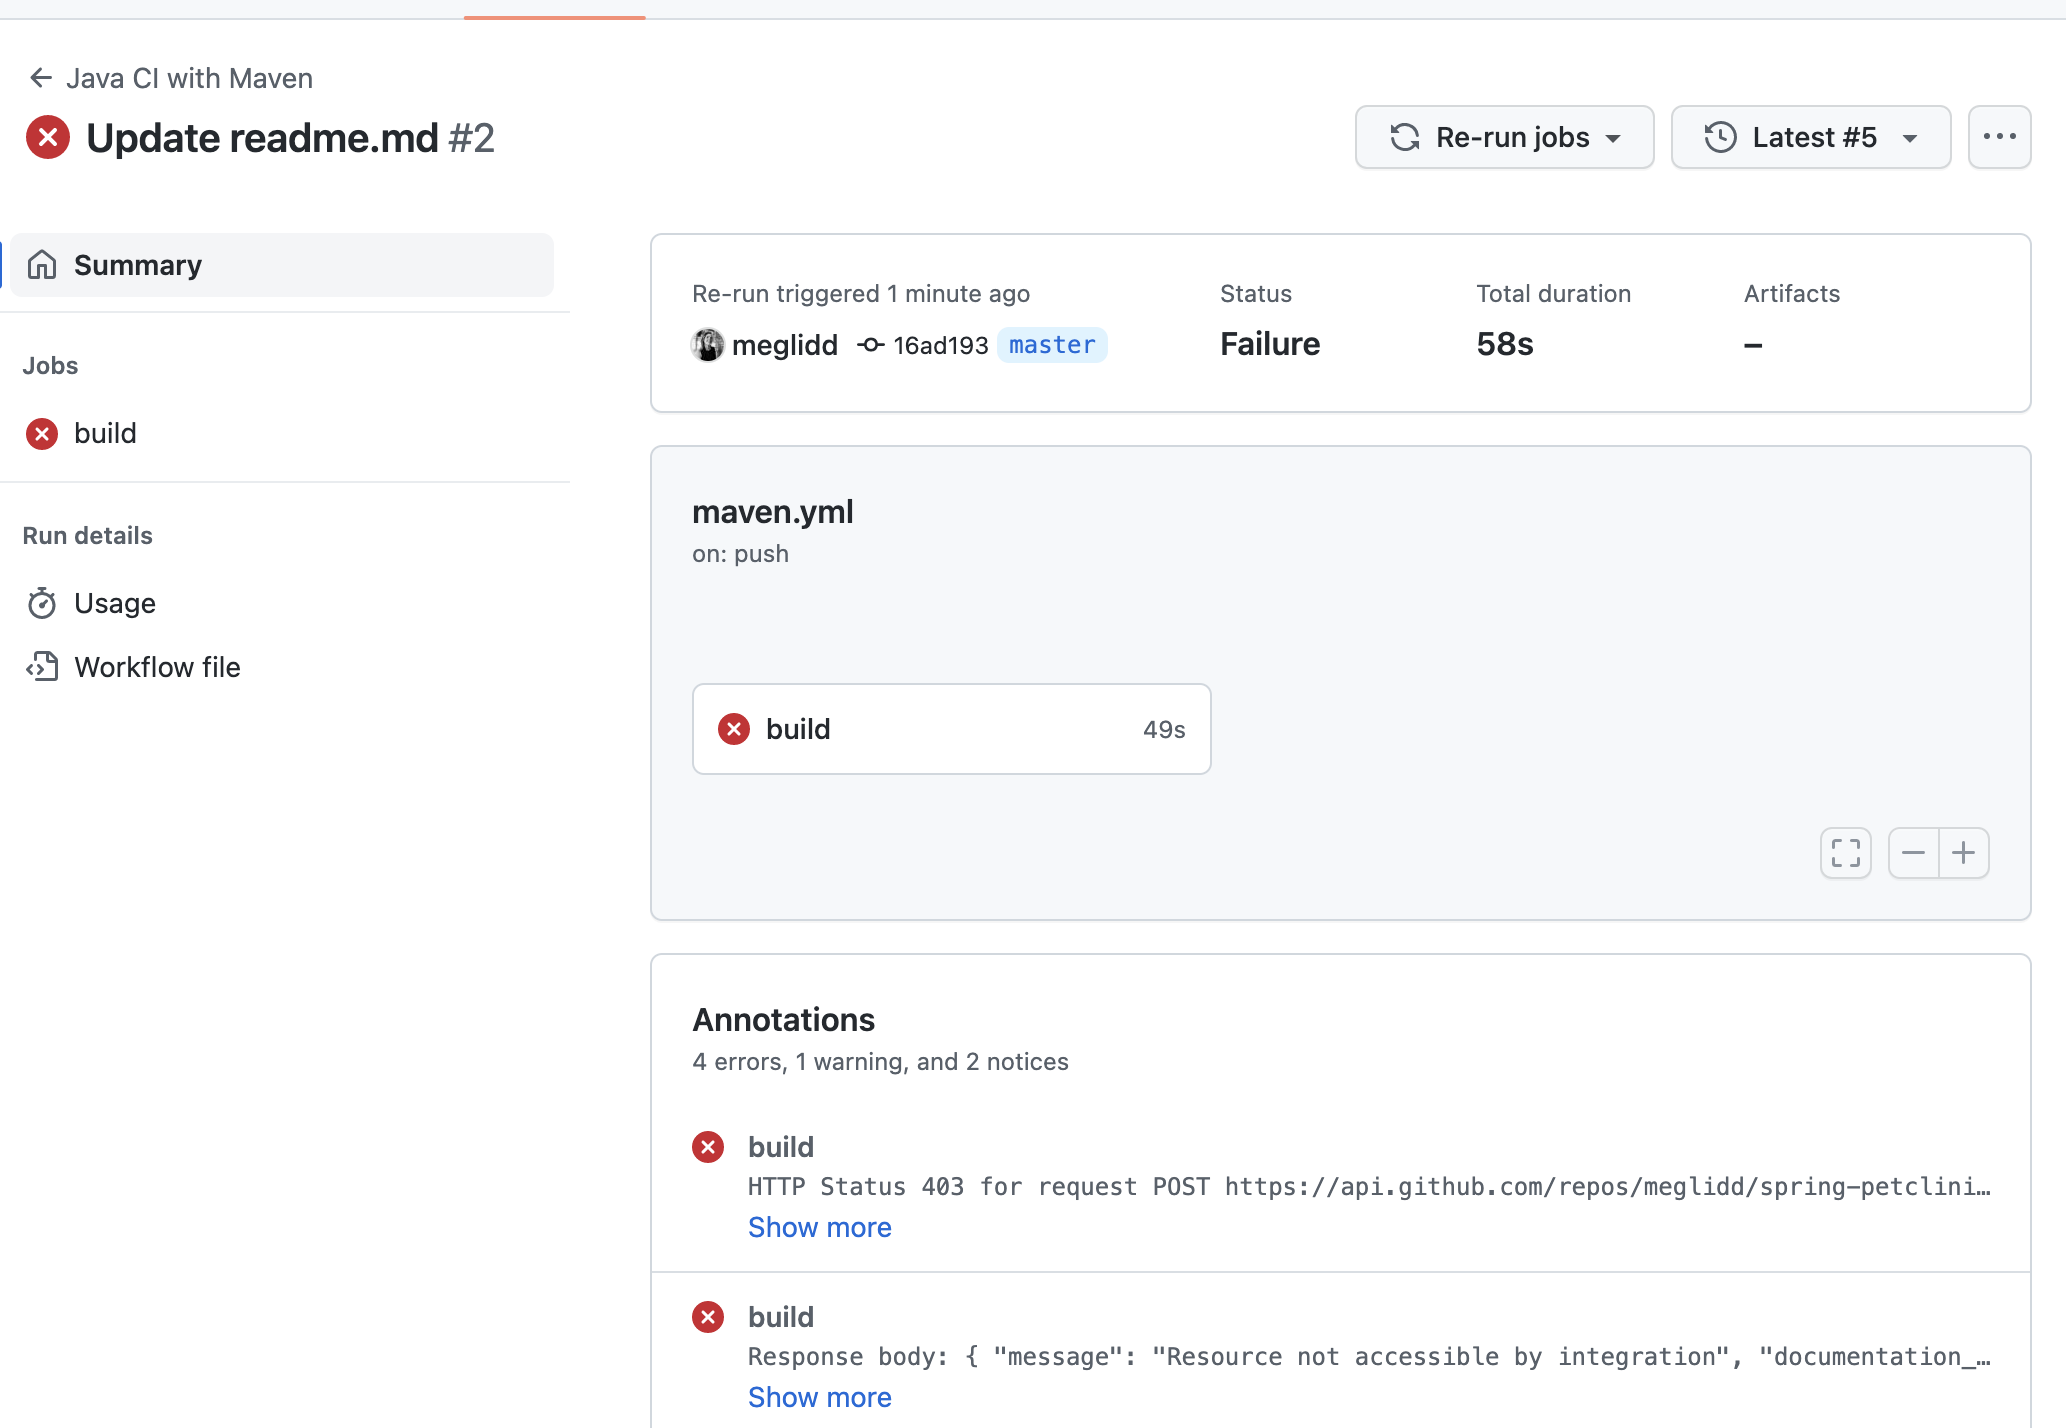 Java CI with Maven
Update readme.md #2
Re-run jobs
Latest #5
Summary
Jobs
build
Run details
Usage
Workflow file
Re-run triggered 1 minute ago
meglidd 16ad193 master
Status
Failure
Total duration
58s
Artifacts
–
maven.yml
on: push
build 49s
Annotations
4 errors, 1 warning, and 2 notices
build
HTTP Status 403 for request POST https://api.github.com/repos/meglidd/spring-petclini…
Show more
build
Response body: { "message": "Resource not accessible by integration", "documentation_…
Show more